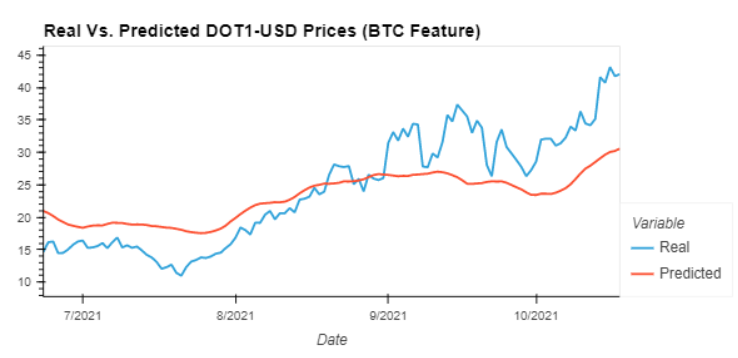 Real Vs. Predicted DOT1-USD Prices (BTC Feature)
45
40
35
30
25
20
15
10
7/2021 8/2021 9/2021 10/2021
Date
Variable
Real
Predicted